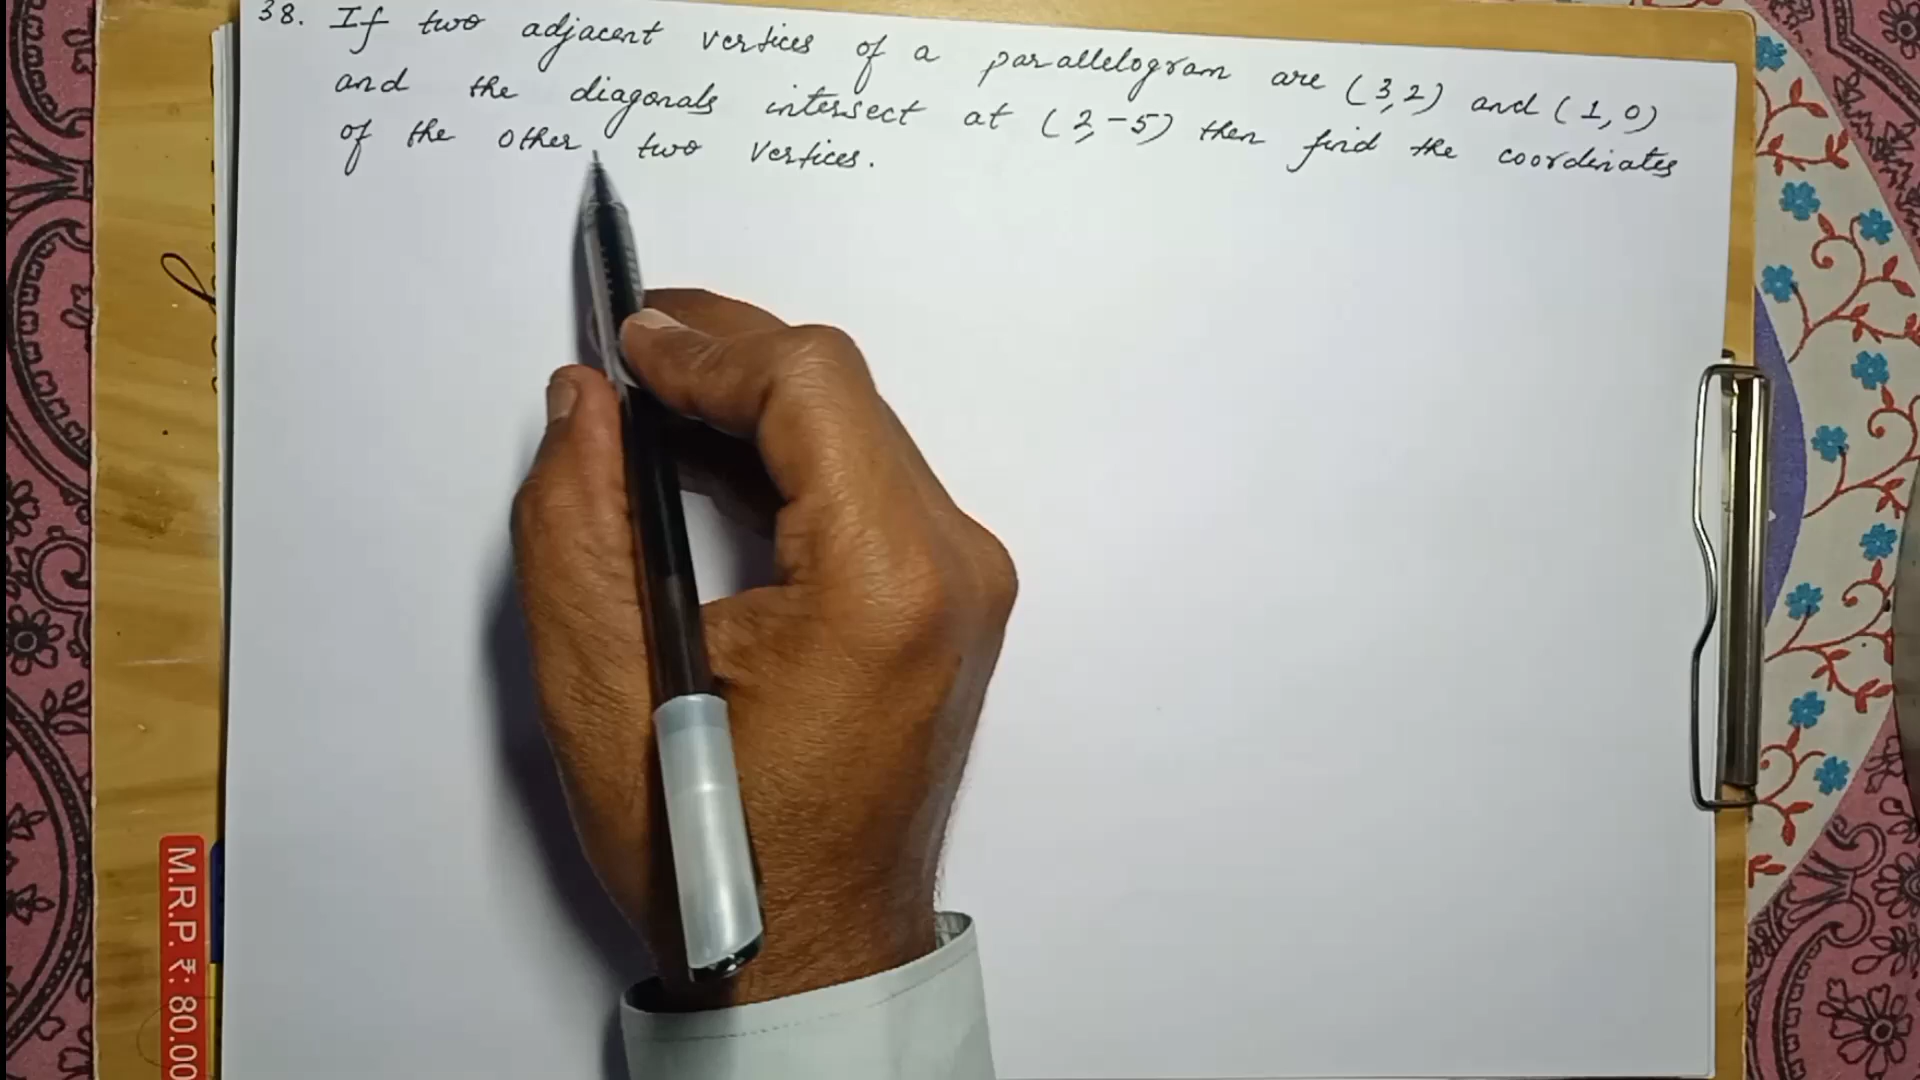 38. If two adjacent vertices of a parallelogram are (3,2) and (1,0)
and the diagonals intersect at (2,-5) then find the coordinates
of the other two vertices.
M.R.P. ₹: 80.00